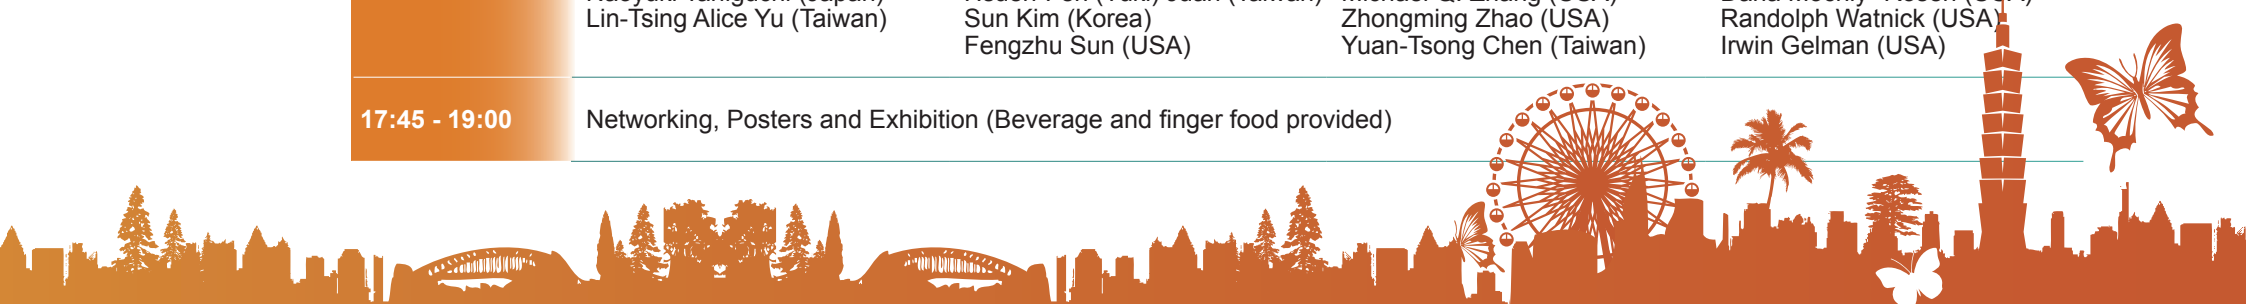 Lin-Tsing Alice Yu (Taiwan)
Sun Kim (Korea)
Fengzhu Sun (USA)
Zhongming Zhao (USA)
Yuan-Tsong Chen (Taiwan)
Randolph Watnick (USA)
Irwin Gelman (USA)
17:45 - 19:00
Networking, Posters and Exhibition (Beverage and finger food provided)